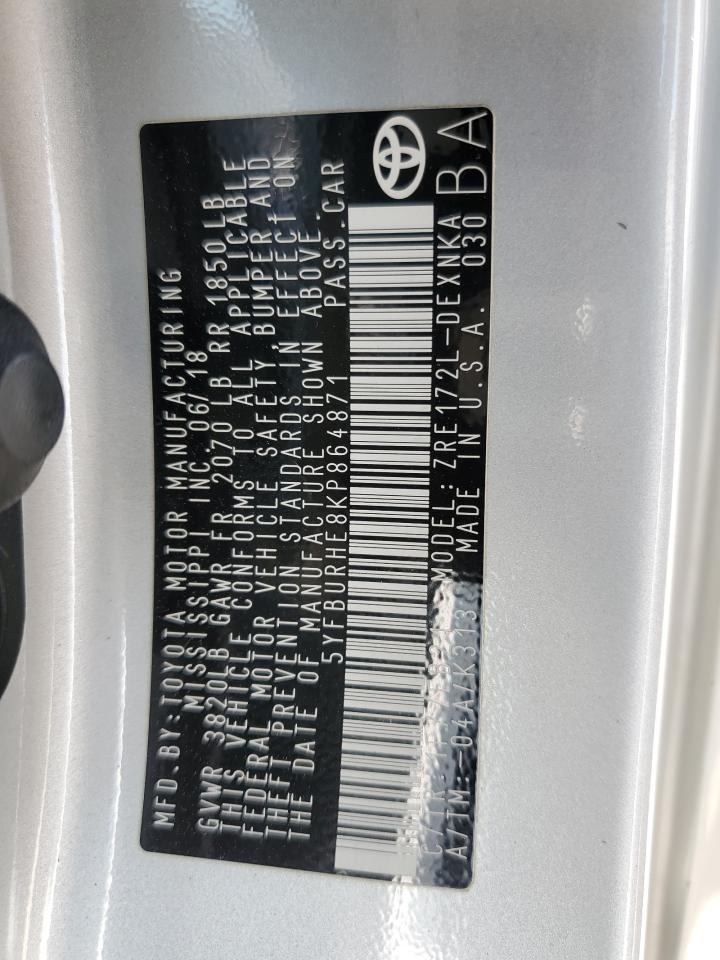 MFD.BY:TOYOTA MOTOR MANUFACTURING
MISSISSIPPI INC. 06/18
GVWR 3820LB GAWR FR 2070 LB RR 1850LB
THIS VEHICLE CONFORMS TO ALL APPLICABLE
FEDERAL MOTOR VEHICLE SAFETY, BUMPER AND
THEFT PREVENTION STANDARDS IN EFFECT ON
THE DATE OF MANUFACTURE SHOWN ABOVE.
5YFBURHE8KP864871 PASS.CAR
C/TR: MODEL: ZRE172L-DEXNKA
A/TM: -04A/K313 MADE IN U.S.A. 030 BA